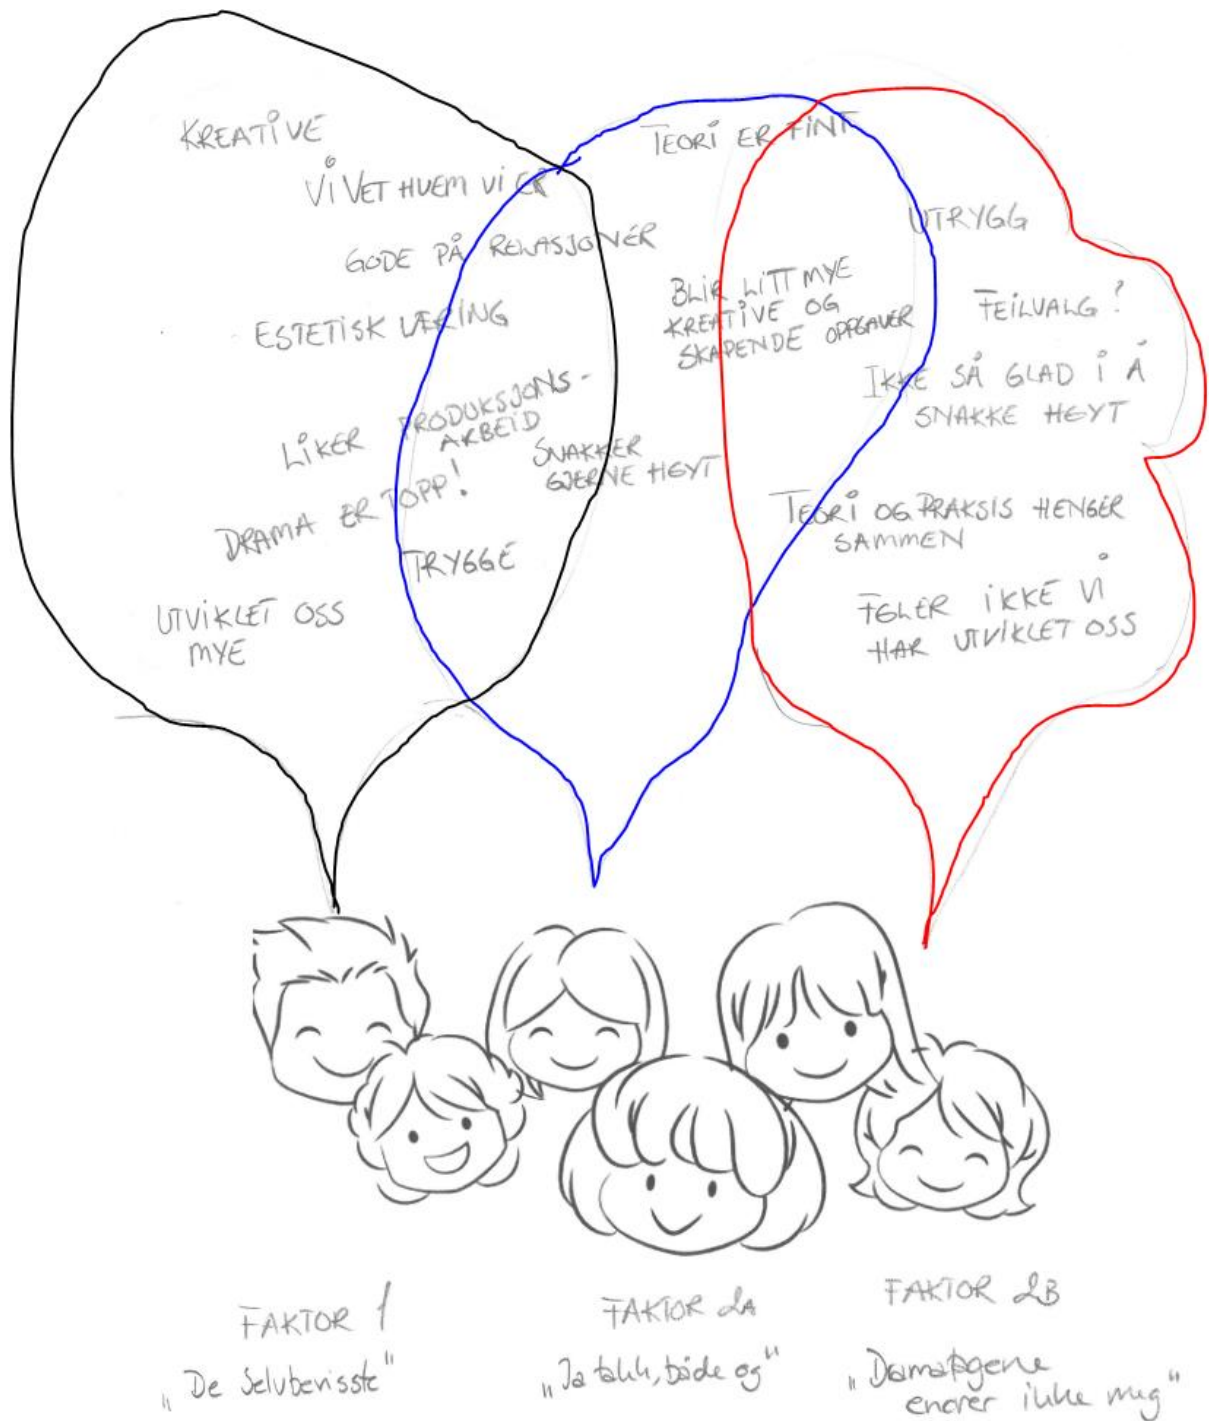 KREATIVE
VI VET HVEM VI ER
GODE PÅ RELASJONER
ESTETISK LÆRING
LIKER PRODUKSJONS-
ARBEID
DRAMA ER TOPP!
SNAKKER
GJERNE HØYT
TRYGGE
UTVIKLET OSS
MYE
TEORI ER FINT
BLIR LITT MYE
KREATIVE OG
SKAPENDE OPPGAVER
UTRYGG
FEILVALG?
IKKE SÅ GLAD I Å
SNAKKE HØYT
TEORI OG PRAKSIS HENGER
SAMMEN
FØLER IKKE VI
HAR UTVIKLET OSS
FAKTOR 1
„De Selvbevisste"
FAKTOR 2A
„Ja takk, både og"
FAKTOR 2B
„Dramafagene
endrer ikke meg"